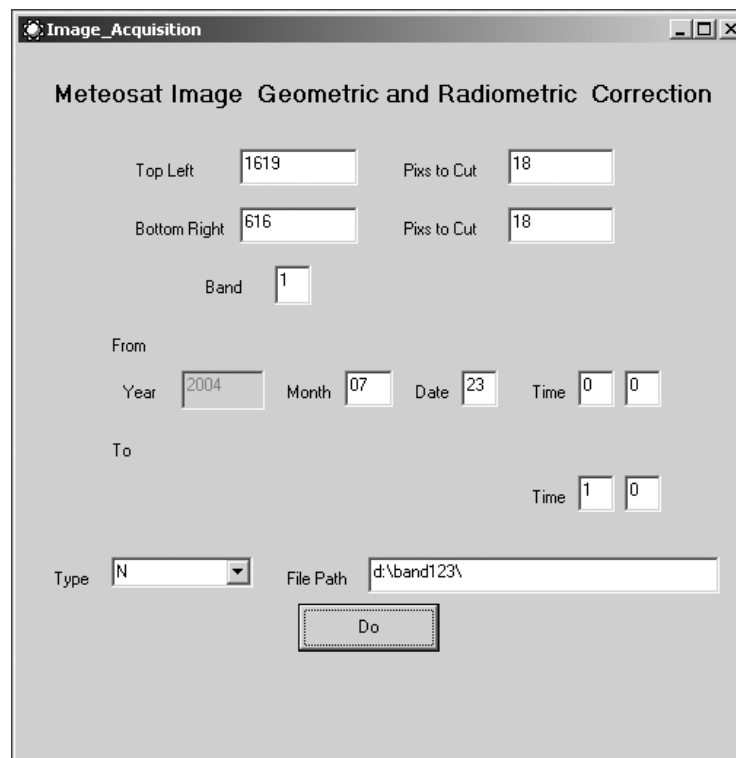 Image_Acquisition
Meteosat Image Geometric and Radiometric Correction
Top Left 1619 Pixs to Cut 18
Bottom Right 616 Pixs to Cut 18
Band 1
From
Year 2004 Month 07 Date 23 Time 0 0
To
Time 1 0
Type N File Path d:\band123\
Do